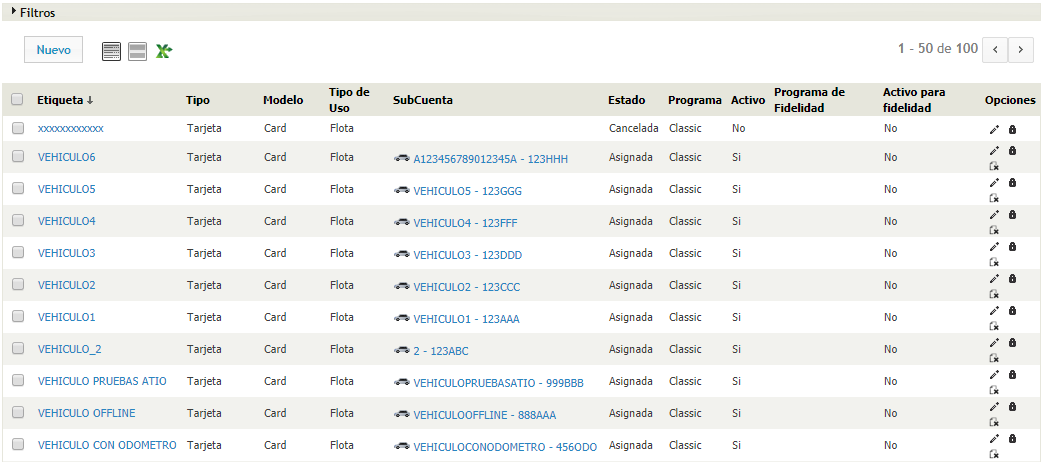 Filtros
Nuevo
1 - 50 de 100
Etiqueta Tipo Modelo Tipo de Uso SubCuenta Estado Programa Activo Programa de Fidelidad Activo para fidelidad Opciones
xxxxxxxxxxxx Tarjeta Card Flota Cancelada Classic No No
VEHICULO6 Tarjeta Card Flota A123456789012345A - 123HHH Asignada Classic Si No
VEHICULO5 Tarjeta Card Flota VEHICULO5 - 123GGG Asignada Classic Si No
VEHICULO4 Tarjeta Card Flota VEHICULO4 - 123FFF Asignada Classic Si No
VEHICULO3 Tarjeta Card Flota VEHICULO3 - 123DDD Asignada Classic Si No
VEHICULO2 Tarjeta Card Flota VEHICULO2 - 123CCC Asignada Classic Si No
VEHICULO1 Tarjeta Card Flota VEHICULO1 - 123AAA Asignada Classic Si No
VEHICULO_2 Tarjeta Card Flota 2 - 123ABC Asignada Classic Si No
VEHICULO PRUEBAS ATIO Tarjeta Card Flota VEHICULOPRUEBASATIO - 999BBB Asignada Classic Si No
VEHICULO OFFLINE Tarjeta Card Flota VEHICULOOFFLINE - 888AAA Asignada Classic Si No
VEHICULO CON ODOMETRO Tarjeta Card Flota VEHICULOCONODOMETRO - 456ODO Asignada Classic Si No